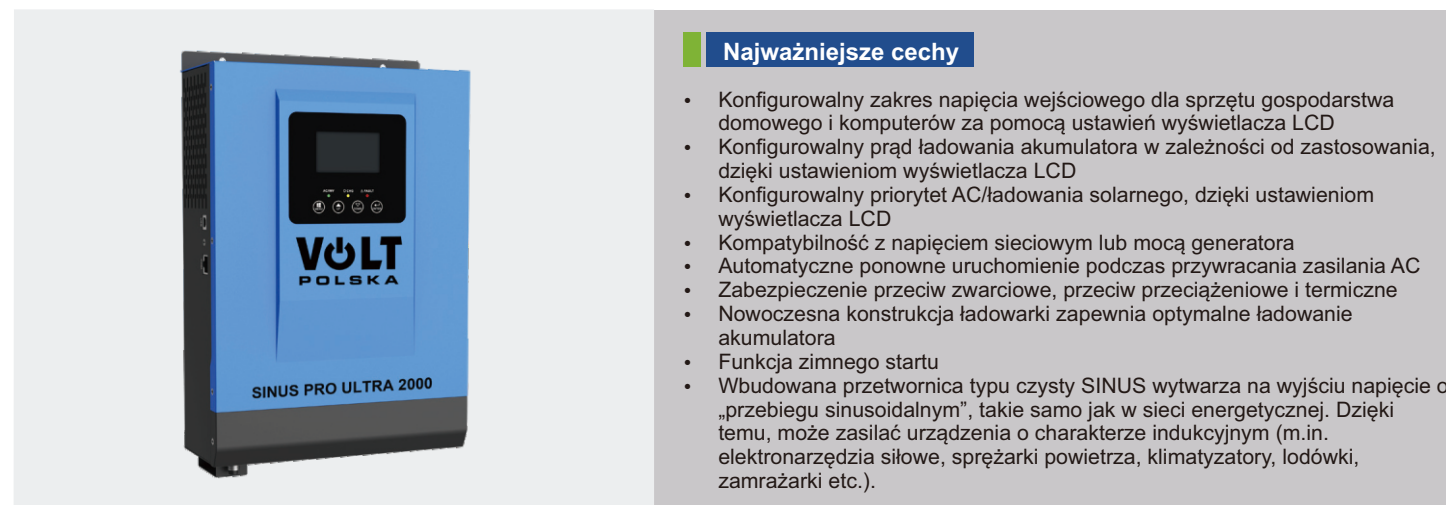 VOLT
POLSKA
SINUS PRO ULTRA 2000
Najważniejsze cechy
• Konfigurowalny zakres napięcia wejściowego dla sprzętu gospodarstwa
domowego i komputerów za pomocą ustawień wyświetlacza LCD
• Konfigurowalny prąd ładowania akumulatora w zależności od zastosowania,
dzięki ustawieniom wyświetlacza LCD
• Konfigurowalny priorytet AC/ładowania solarnego, dzięki ustawieniom
wyświetlacza LCD
• Kompatybilność z napięciem sieciowym lub mocą generatora
• Automatyczne ponowne uruchomienie podczas przywracania zasilania AC
• Zabezpieczenie przeciw zwarciowe, przeciw przeciążeniowe i termiczne
• Nowoczesna konstrukcja ładowarki zapewnia optymalne ładowanie
akumulatora
• Funkcja zimnego startu
• Wbudowana przetwornica typu czysty SINUS wytwarza na wyjściu napięcie o
„przebiegu sinusoidalnym”, takie samo jak w sieci energetycznej. Dzięki
temu, może zasilać urządzenia o charakterze indukcyjnym (m.in.
elektronarzędzia siłowe, sprężarki powietrza, klimatyzatory, lodówki,
zamrażarki etc.).